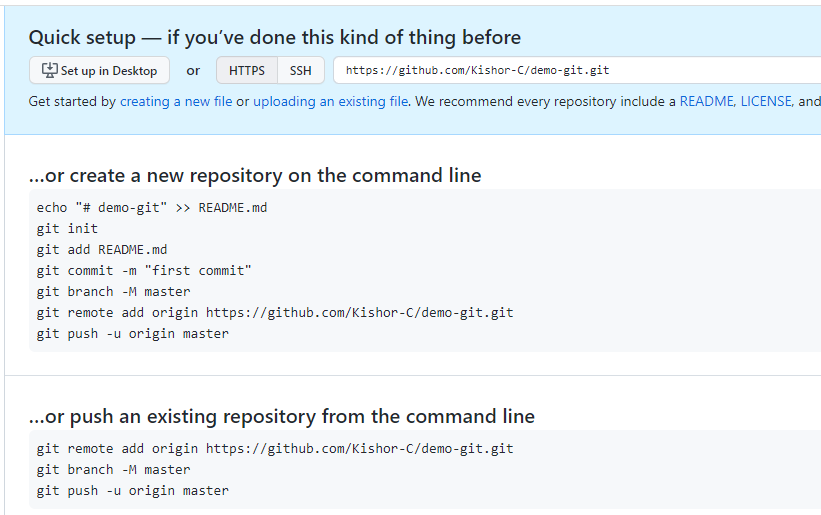 Quick setup — if you’ve done this kind of thing before
Set up in Desktop or HTTPS SSH https://github.com/Kishor-C/demo-git.git
Get started by creating a new file or uploading an existing file. We recommend every repository include a README, LICENSE, and
…or create a new repository on the command line
echo "# demo-git" >> README.md
git init
git add README.md
git commit -m "first commit"
git branch -M master
git remote add origin https://github.com/Kishor-C/demo-git.git
git push -u origin master
…or push an existing repository from the command line
git remote add origin https://github.com/Kishor-C/demo-git.git
git branch -M master
git push -u origin master